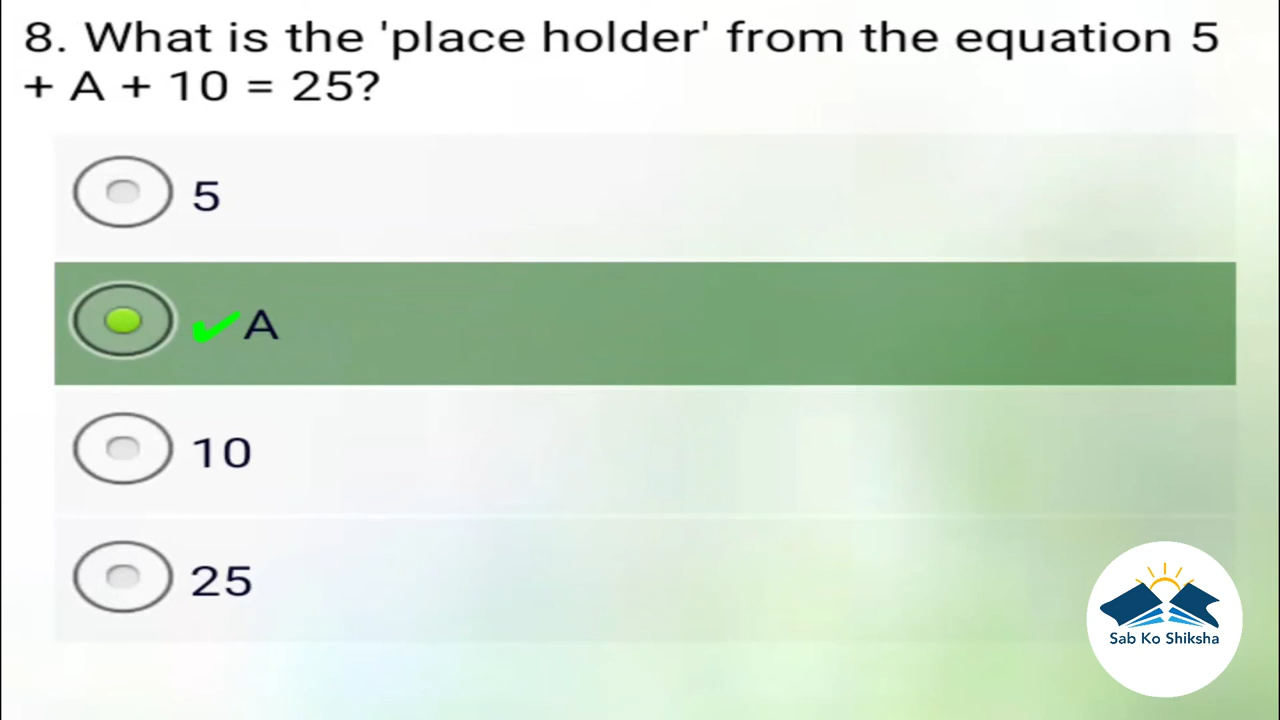 8. What is the 'place holder' from the equation 5
+ A + 10 = 25?
5
✔A
10
25
Sab Ko Shiksha